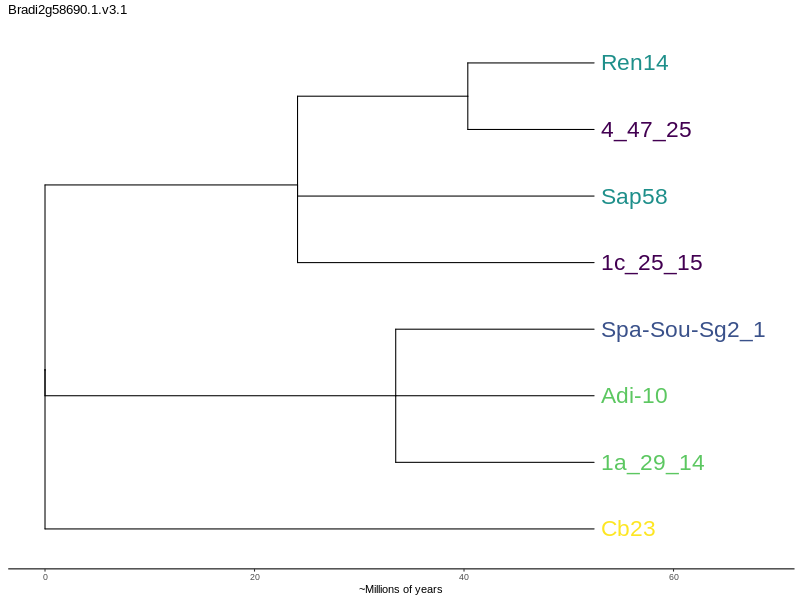 Bradi2g58690.1.v3.1
Ren14
4_47_25
Sap58
1c_25_15
Spa-Sou-Sg2_1
Adi-10
1a_29_14
Cb23
0 20 40 60
~Millions of years